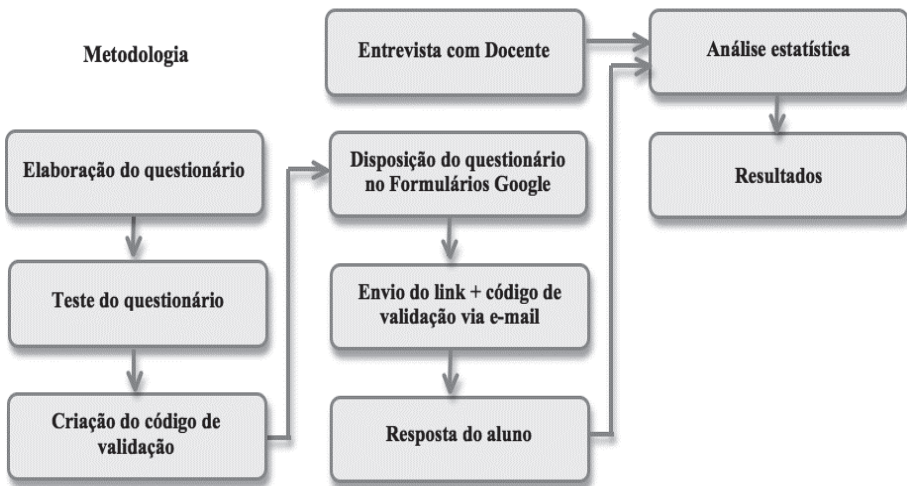 Metodologia
Elaboração do questionário
Teste do questionário
Criação do código de
validação
Entrevista com Docente
Disposição do questionário
no Formulários Google
Envio do link + código de
validação via e-mail
Resposta do aluno
Análise estatística
Resultados